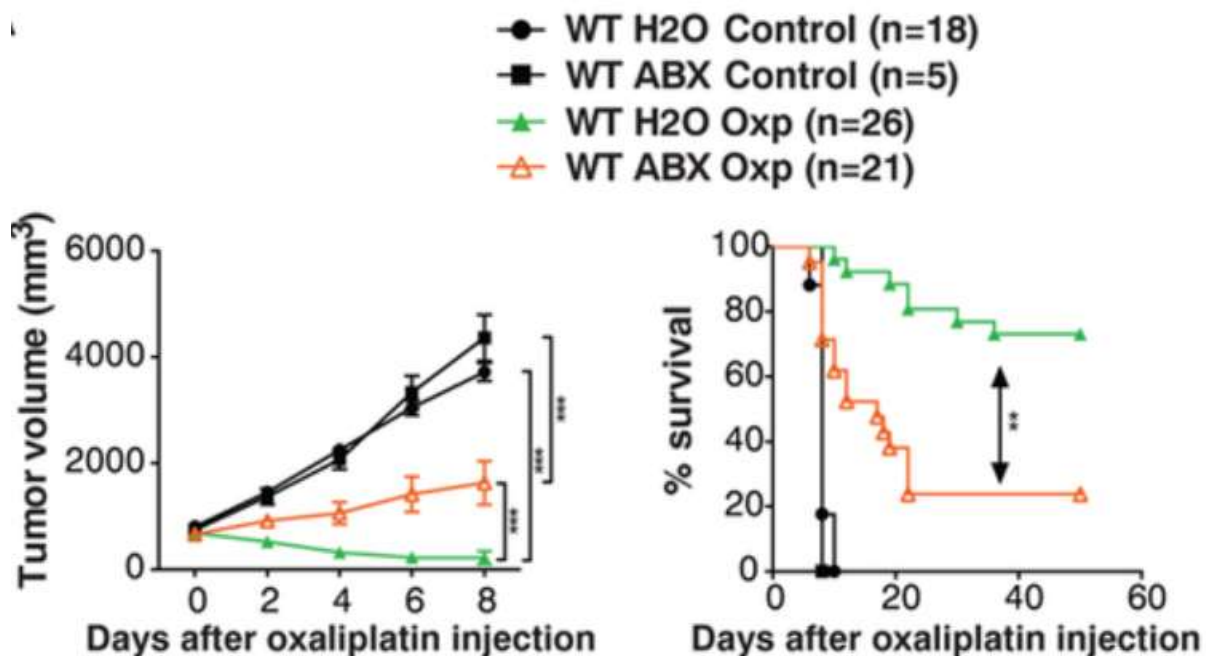 WT H2O Control (n=18)
WT ABX Control (n=5)
WT H2O Oxp (n=26)
WT ABX Oxp (n=21)
Tumor volume (mm³)
6000
4000
2000
0
0 2 4 6 8
Days after oxaliplatin injection
***
***
***
% survival
100
80
60
40
20
0
0 20 40 60
Days after oxaliplatin injection
**